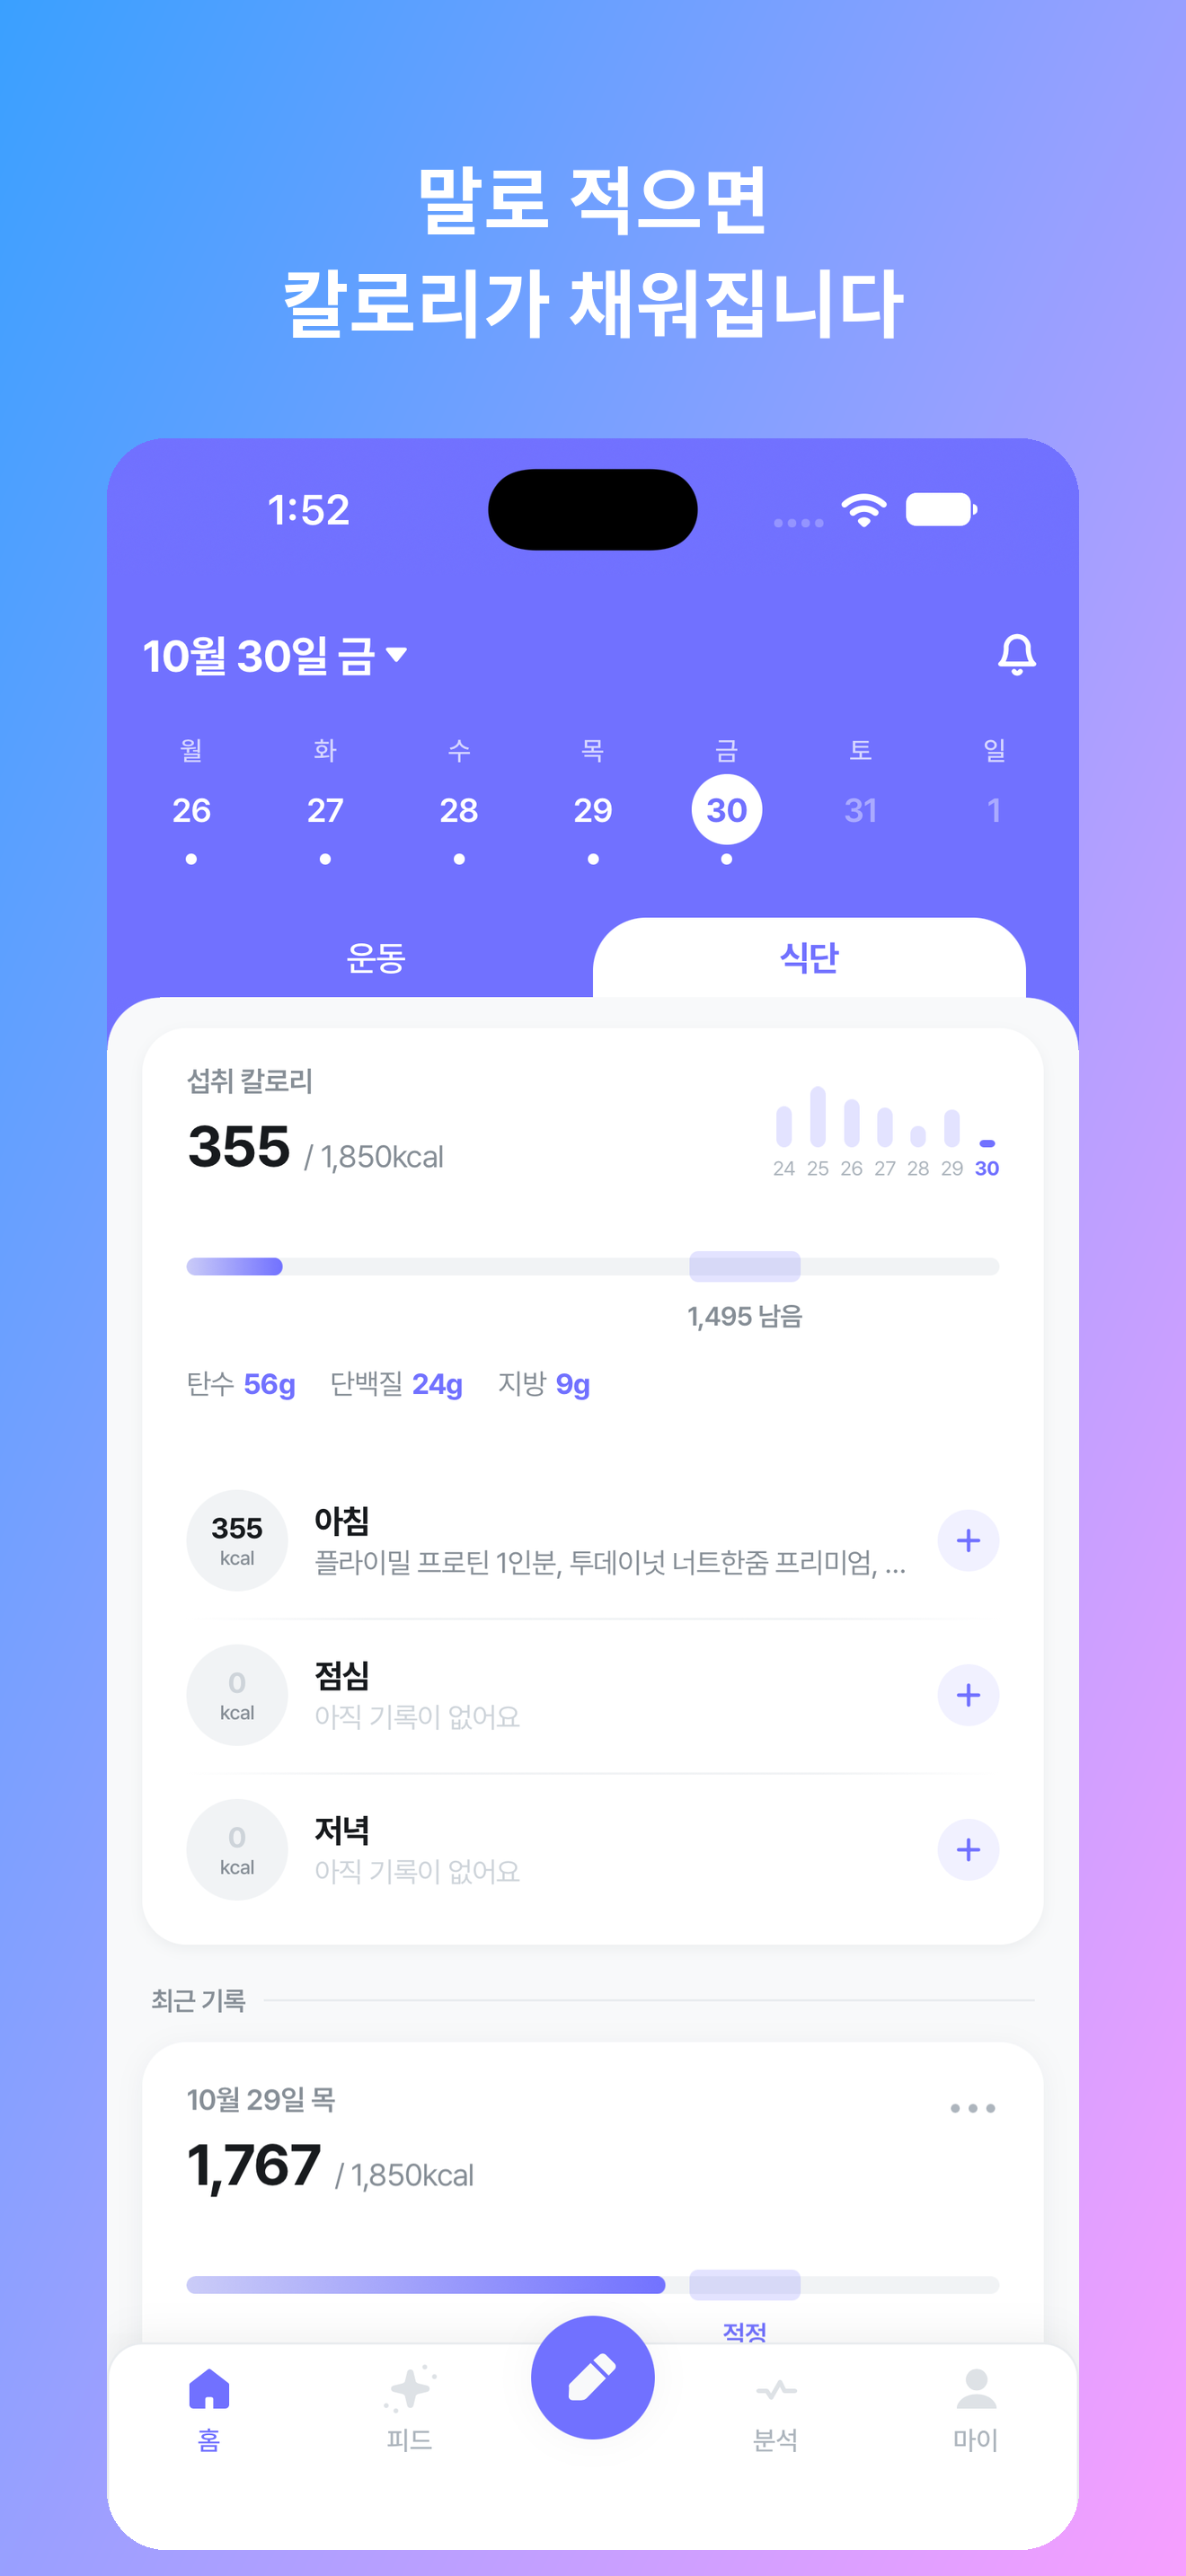 말로 적으면
칼로리가 채워집니다
1:52
10월 30일 금
월 화 수 목 금 토 일
26 27 28 29 30 31 1
운동 식단
섭취 칼로리
355 / 1,850kcal
24 25 26 27 28 29 30
1,495 남음
탄수 56g 단백질 24g 지방 9g
355 kcal
아침
플라이밀 프로틴 1인분, 투데이넛 너트한줌 프리미엄, ...
0 kcal
점심
아직 기록이 없어요
0 kcal
저녁
아직 기록이 없어요
최근 기록
10월 29일 목
1,767 / 1,850kcal
적정
홈 피드 분석 마이